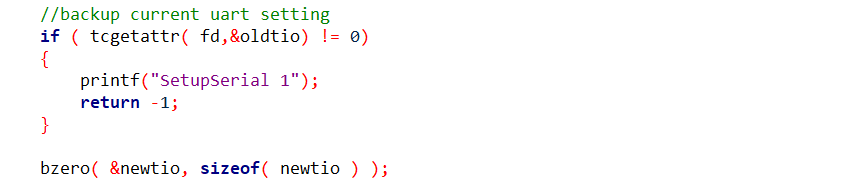 //backup current uart setting
if ( tcgetattr( fd,&oldtio) != 0)
{
    printf("SetupSerial 1");
    return -1;
}

bzero( &newtio, sizeof( newtio ) );